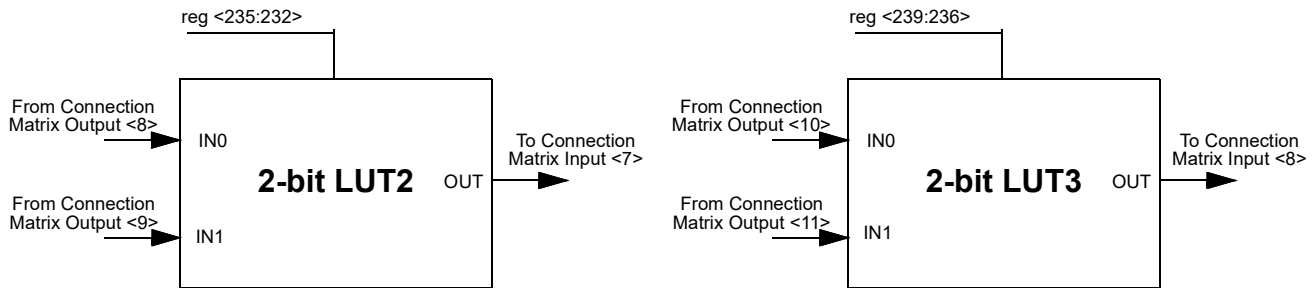 reg <235:232>
From Connection
Matrix Output <8>
IN0
2-bit LUT2
OUT
To Connection
Matrix Input <7>
From Connection
Matrix Output <9>
IN1
reg <239:236>
From Connection
Matrix Output <10>
IN0
2-bit LUT3
OUT
To Connection
Matrix Input <8>
From Connection
Matrix Output <11>
IN1